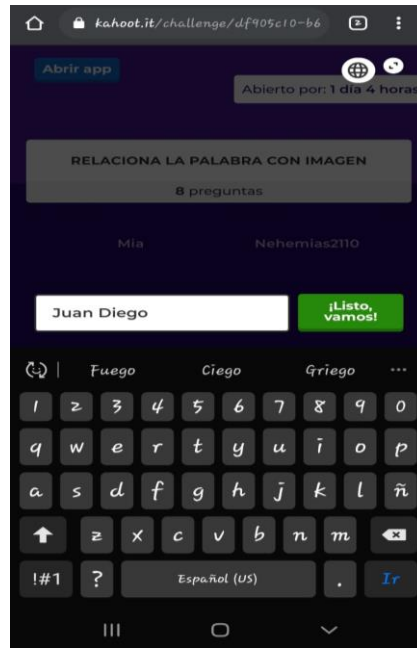 kahoot.it/challenge/df905c10-b6
2
Abrir app
Abierto por: 1 día 4 horas
RELACIONA LA PALABRA CON IMAGEN
8 preguntas
Mia Nehemias2110
Juan Diego
¡Listo,
vamos!
Fuego Ciego Griego
1 2 3 4 5 6 7 8 9 0
q w e r t y u i o p
a s d f g h j k l ñ
z x c v b n m
!#1 ? Español (US) . Ir